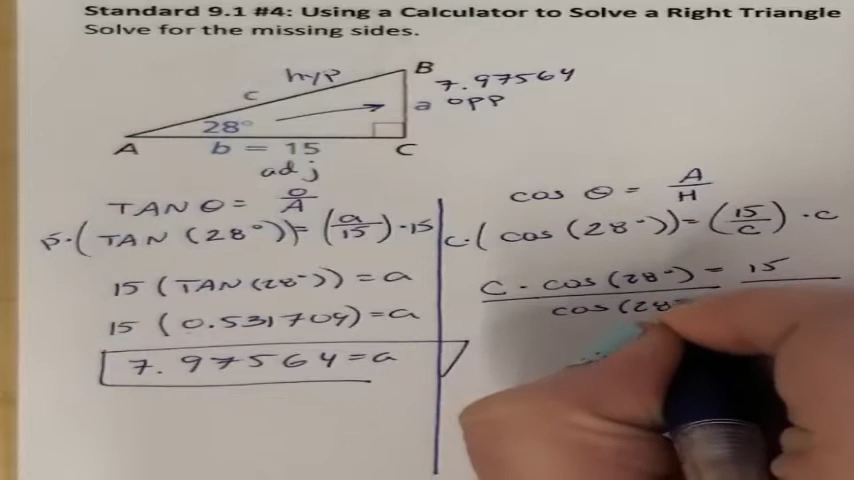 Standard 9.1 #4: Using a Calculator to Solve a Right Triangle
Solve for the missing sides.
hyp
B
7.97564
c
a opp
28°
A
b = 15
C
adj
TAN θ = O/A
15·(TAN (28°)) = (a/15)·15
15 (TAN(28°)) = a
15 (0.531709) = a
7.97564 = a
cos θ = A/H
c·(cos (28°)) = (15/c)·c
c · cos (28°) = 15
cos (28°